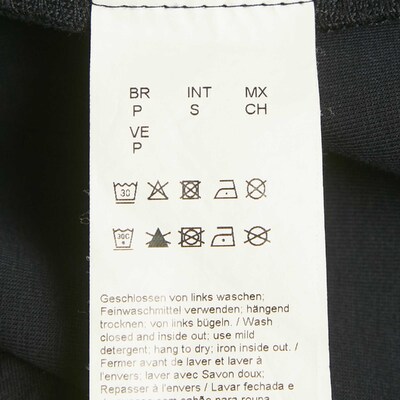 BR INT MX
P S CH
VE
P
30
30C
Geschlossen von links waschen;
Feinwaschmittel verwenden; hängend
trocknen; von links bügeln. / Wash
closed and inside out; use mild
detergent; hang to dry; iron inside out. /
Fermer avant de laver et laver à
l'envers; laver avec Savon doux;
Repasser à l'envers / Lavar fechada e